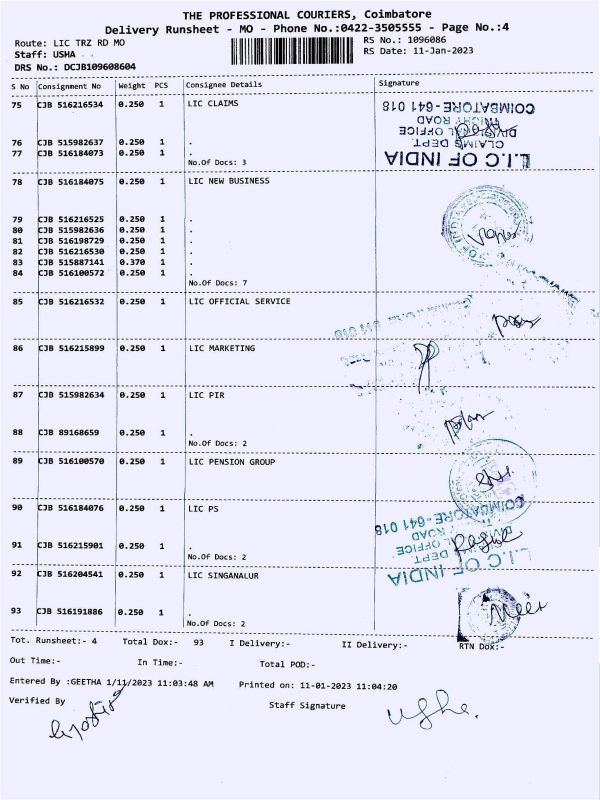 THE PROFESSIONAL COURIERS, Coimbatore
Delivery Runsheet - MO - Phone No.:0422-3505555 - Page No.:4
Route: LIC TRZ RD MO
RS No.: 1096086
Staff: USHA
RS Date: 11-Jan-2023
DRS No.: DCJB109608604
S No Consignment No Weight PCS Consignee Details Signature
75 CJB 516216534 0.250 1 LIC CLAIMS
76 CJB 515982637 0.250 1 .
77 CJB 516184073 0.250 1 .
No.Of Docs: 3
L.I.C OF INDIA
CLAIMS DEPT.
DIVISIONAL OFFICE
TRICHY ROAD
COIMBATORE-641 018
78 CJB 516184075 0.250 1 LIC NEW BUSINESS
79 CJB 516216525 0.250 1 .
80 CJB 515982636 0.250 1 .
81 CJB 516198729 0.250 1 .
82 CJB 516216530 0.250 1 .
83 CJB 515887141 0.370 1 .
84 CJB 516100572 0.250 1 .
No.Of Docs: 7
85 CJB 516216532 0.250 1 LIC OFFICIAL SERVICE
86 CJB 516215899 0.250 1 LIC MARKETING
87 CJB 515982634 0.250 1 LIC PIR
88 CJB 89168659 0.250 1 .
No.Of Docs: 2
89 CJB 516100570 0.250 1 LIC PENSION GROUP
90 CJB 516184076 0.250 1 LIC PS
91 CJB 516215901 0.250 1 .
No.Of Docs: 2
L.I.C OF INDIA
DEPT.
DIVISIONAL OFFICE
ROAD
COIMBATORE-641 018
92 CJB 516204541 0.250 1 LIC SINGANALUR
93 CJB 516191886 0.250 1 .
No.Of Docs: 2
Tot. Runsheet:- 4 Total Dox:- 93 I Delivery:- II Delivery:- RTN Dox:-
Out Time:- In Time:- Total POD:-
Entered By :GEETHA 1/11/2023 11:03:48 AM Printed on: 11-01-2023 11:04:20
Verified By Staff Signature